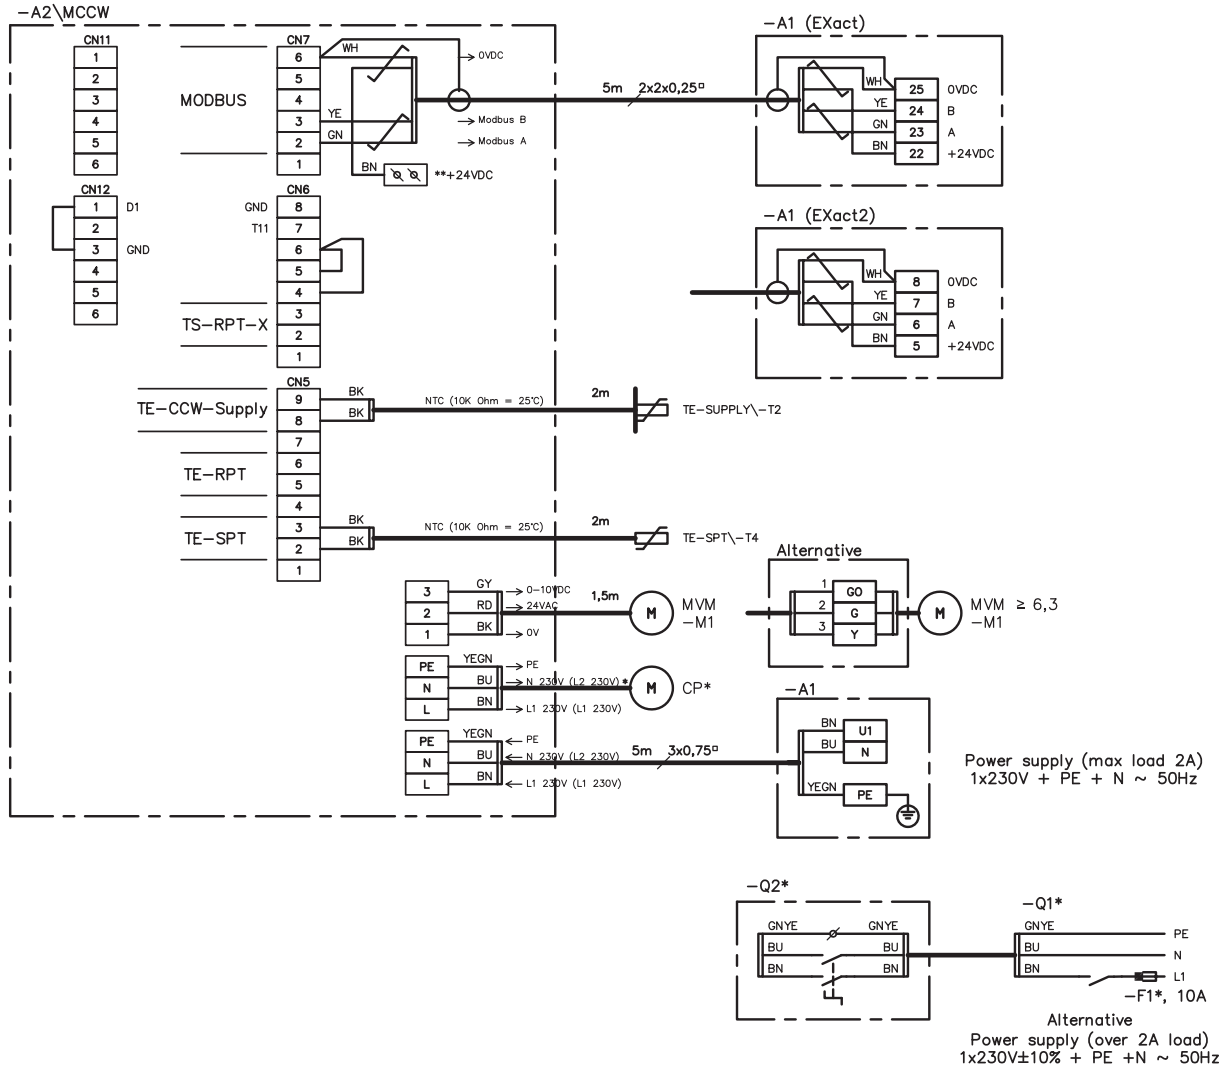 -A2\MCCW
CN11
1
2
3
4
5
6
CN12
1 D1
2
3 GND
4
5
6
MODBUS
CN7
6 WH
5
4
3 YE
2 GN
1
→ 0VDC
→ Modbus B
→ Modbus A
BN **+24VDC
5m 2x2x0,25▫
-A1 (EXact)
WH 25 0VDC
YE 24 B
GN 23 A
BN 22 +24VDC
-A1 (EXact2)
WH 8 0VDC
YE 7 B
GN 6 A
BN 5 +24VDC
CN6
GND 8
T11 7
6
5
4
TS-RPT-X
3
2
1
CN5
TE-CCW-Supply
9 BK
8 BK
NTC (10K Ohm = 25°C) 2m TE-SUPPLY\-T2
7
TE-RPT
6
5
4
TE-SPT
3 BK
2 BK
NTC (10K Ohm = 25°C) 2m TE-SPT\-T4
1
3 GY → 0-10VDC
2 RD → 24VAC
1 BK → 0V
1,5m
M MVM
-M1
Alternative
1 G0
2 G
3 Y
M MVM ≥ 6,3
-M1
PE YEGN → PE
N BU → N 230V (L2 230V) *
L BN → L1 230V (L1 230V)
M CP*
PE YEGN ← PE
N BU ← N 230V (L2 230V)
L BN ← L1 230V (L1 230V)
5m 3x0,75▫
-A1
BN U1
BU N
YEGN PE
Power supply (max load 2A)
1x230V + PE + N ~ 50Hz
-Q2*
GNYE GNYE
BU BU
BN BN
-Q1*
GNYE PE
BU N
BN L1
-F1*, 10A
Alternative
Power supply (over 2A load)
1x230V±10% + PE +N ~ 50Hz